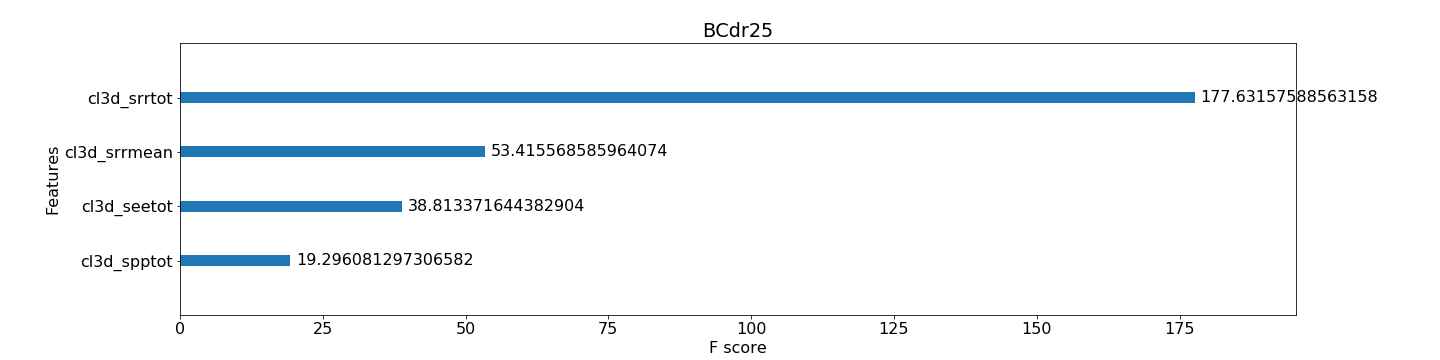 BCdr25
Features
cl3d_srrtot 177.63157588563158
cl3d_srrmean 53.415568585964074
cl3d_seetot 38.813371644382904
cl3d_spptot 19.296081297306582
0 25 50 75 100 125 150 175
F score